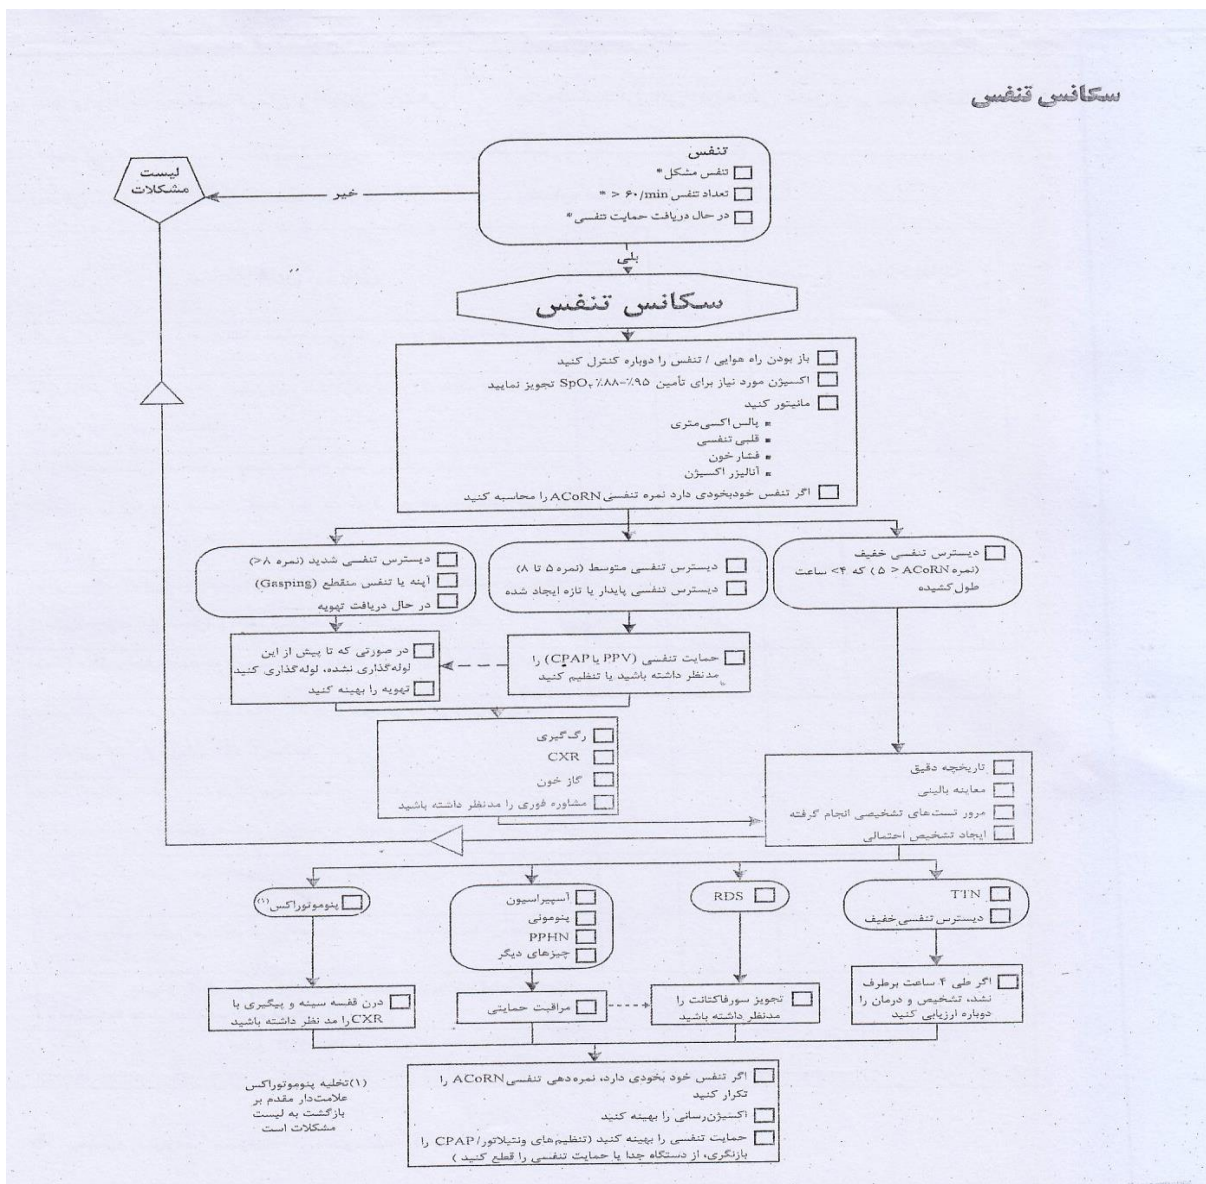 سکانس تنفس
تنفس
تنفس مشکل*
تعداد تنفس ۶۰/min < *
در حال دریافت حمایت تنفسی*
خیر
لیست
مشکلات
بلی
سکانس تنفس
باز بودن راه هوایی / تنفس را دوباره کنترل کنید
اکسیژن مورد نیاز برای تأمین ۹۵٪-۸۸٪ SpO₂ تجویز نمایید
مانیتور کنید
پالس اکسی‌متری
قلبی تنفسی
فشار خون
آنالیزر اکسیژن
اگر تنفس خودبخودی دارد نمره تنفسی ACoRN را محاسبه کنید
دیسترس تنفسی خفیف
(نمره ACoRN > ۵) که ۴> ساعت
طول کشیده
دیسترس تنفسی متوسط (نمره ۵ تا ۸)
دیسترس تنفسی پایدار یا تازه ایجاد شده
دیسترس تنفسی شدید (نمره ۸<)
آپنه یا تنفس منقطع (Gasping)
در حال دریافت تهویه
حمایت تنفسی (CPAP یا PPV) را
مدنظر داشته باشید یا تنظیم کنید
در صورتی که تا پیش از این
لوله‌گذاری نشده، لوله‌گذاری کنید
تهویه را بهینه کنید
رگ‌گیری
CXR
گاز خون
مشاوره فوری را مدنظر داشته باشید
تاریخچه دقیق
معاینه بالینی
مرور تست‌های تشخیصی انجام گرفته
ایجاد تشخیص احتمالی
TTN
دیسترس تنفسی خفیف
RDS
آسپیراسیون
پنومونی
PPHN
چیزهای دیگر
پنوموتوراکس(۱)
اگر طی ۴ ساعت برطرف
نشد، تشخیص و درمان را
دوباره ارزیابی کنید
تجویز سورفاکتانت را
مدنظر داشته باشید
مراقبت حمایتی
درن قفسه سینه و پیگیری با
CXR را مد نظر داشته باشید
اگر تنفس خود بخودی دارد، نمره‌دهی تنفسی ACoRN را
تکرار کنید
اکسیژن‌رسانی را بهینه کنید
حمایت تنفسی را بهینه کنید (تنظیم‌های ونتیلاتور/CPAP را
بازنگری، از دستگاه جدا یا حمایت تنفسی را قطع کنید )
(۱)تخلیه پنوموتوراکس
علامت‌دار مقدم بر
بازگشت به لیست
مشکلات است